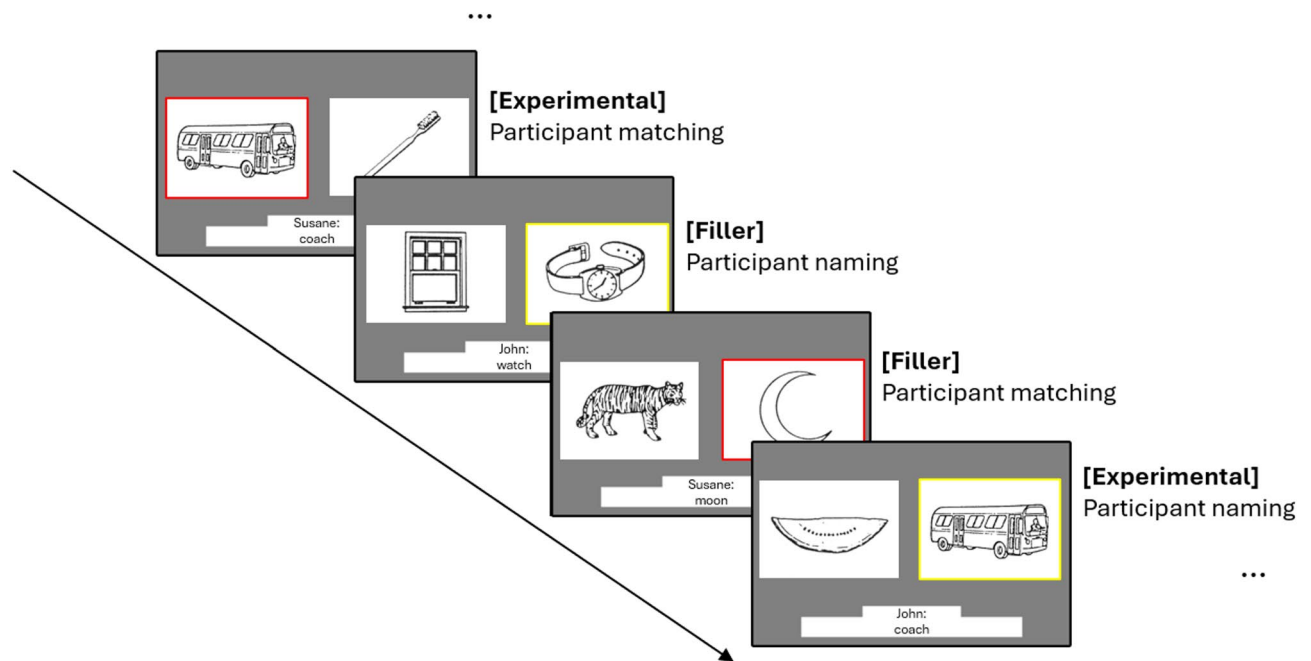 ...
[Experimental]
Participant matching
Susane:
coach
[Filler]
Participant naming
John:
watch
[Filler]
Participant matching
Susane:
moon
[Experimental]
Participant naming
John:
coach
...